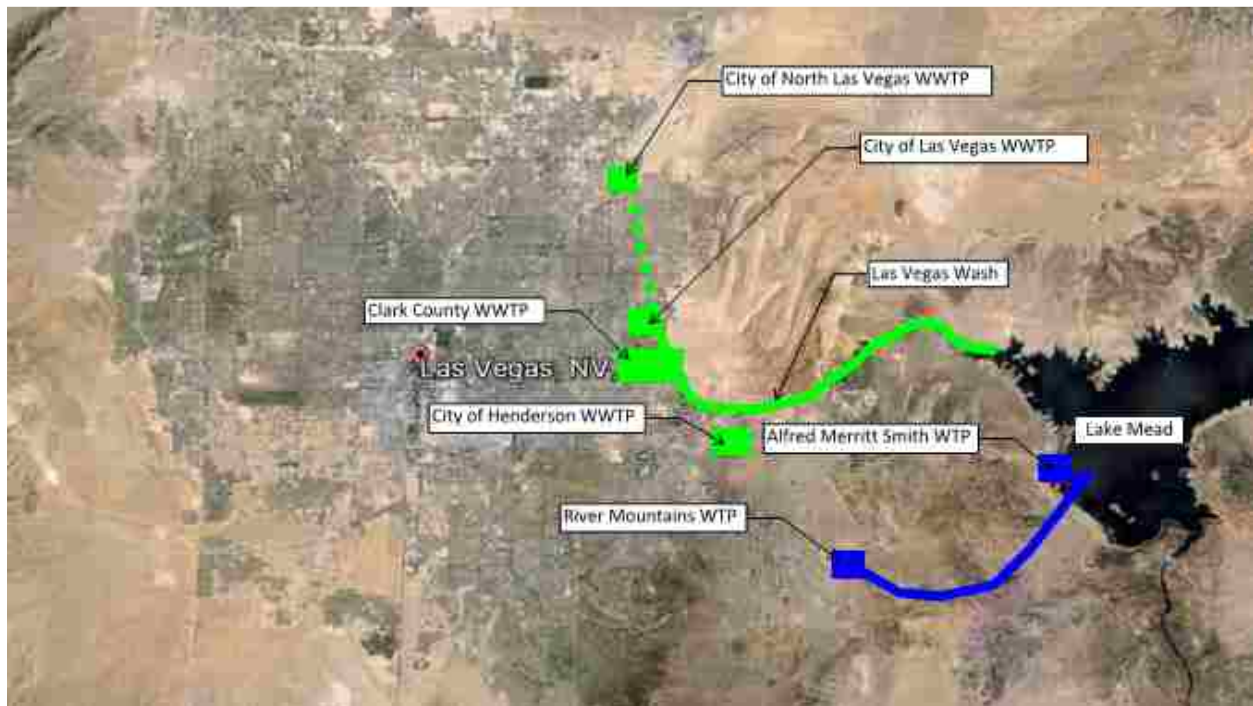 City of North Las Vegas WWTP
City of Las Vegas WWTP.
Las Vegas Wash
Clark County WWTP
Las Vegas NV
City of Henderson WWTP
Alfred Merritt Smith WTP
Lake Mead
River Mountains WTP